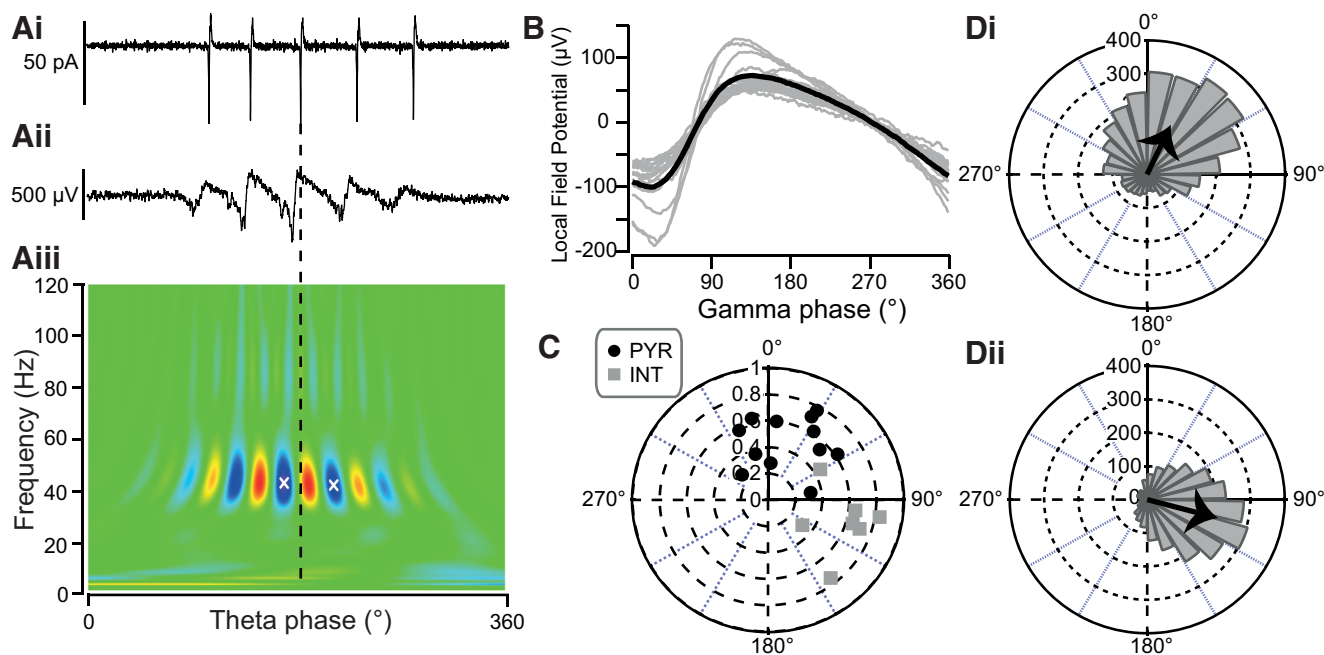 Ai
50 pA
Aii
500 µV
Aiii
Frequency (Hz)
120
100
80
60
40
20
0
x x
0 Theta phase (°) 360
B
Local Field Potential (µV)
100
0
-100
-200
0 90 180 270 360
Gamma phase (°)
C
PYR
INT
0°
1
0.8
0.6
0.4
0.2
0
270° 90°
180°
Di
0°
400
300
270° 90°
180°
Dii
0°
400
300
200
100
0
270° 90°
180°